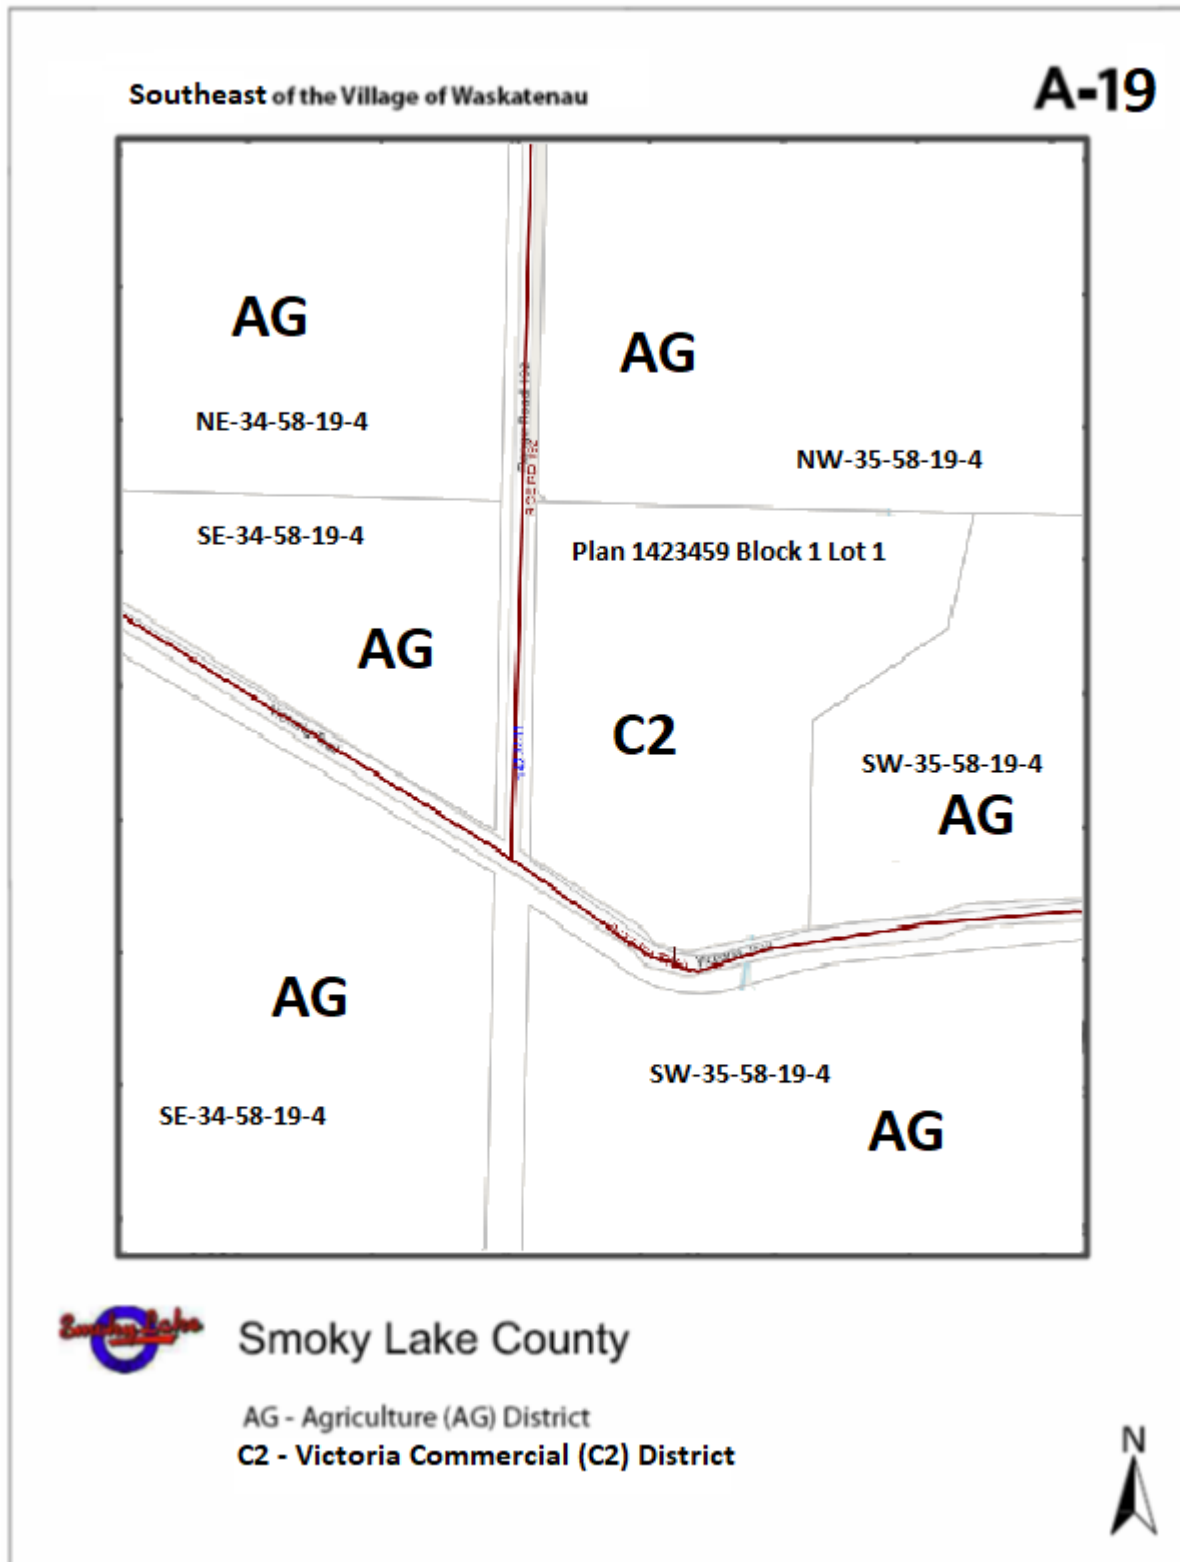 Southeast of the Village of Waskatenau
A-19
AG
AG
NE-34-58-19-4
NW-35-58-19-4
SE-34-58-19-4
Plan 1423459 Block 1 Lot 1
AG
C2
SW-35-58-19-4
AG
AG
SW-35-58-19-4
SE-34-58-19-4
AG
Smoky Lake
Smoky Lake County
AG - Agriculture (AG) District
C2 - Victoria Commercial (C2) District
N